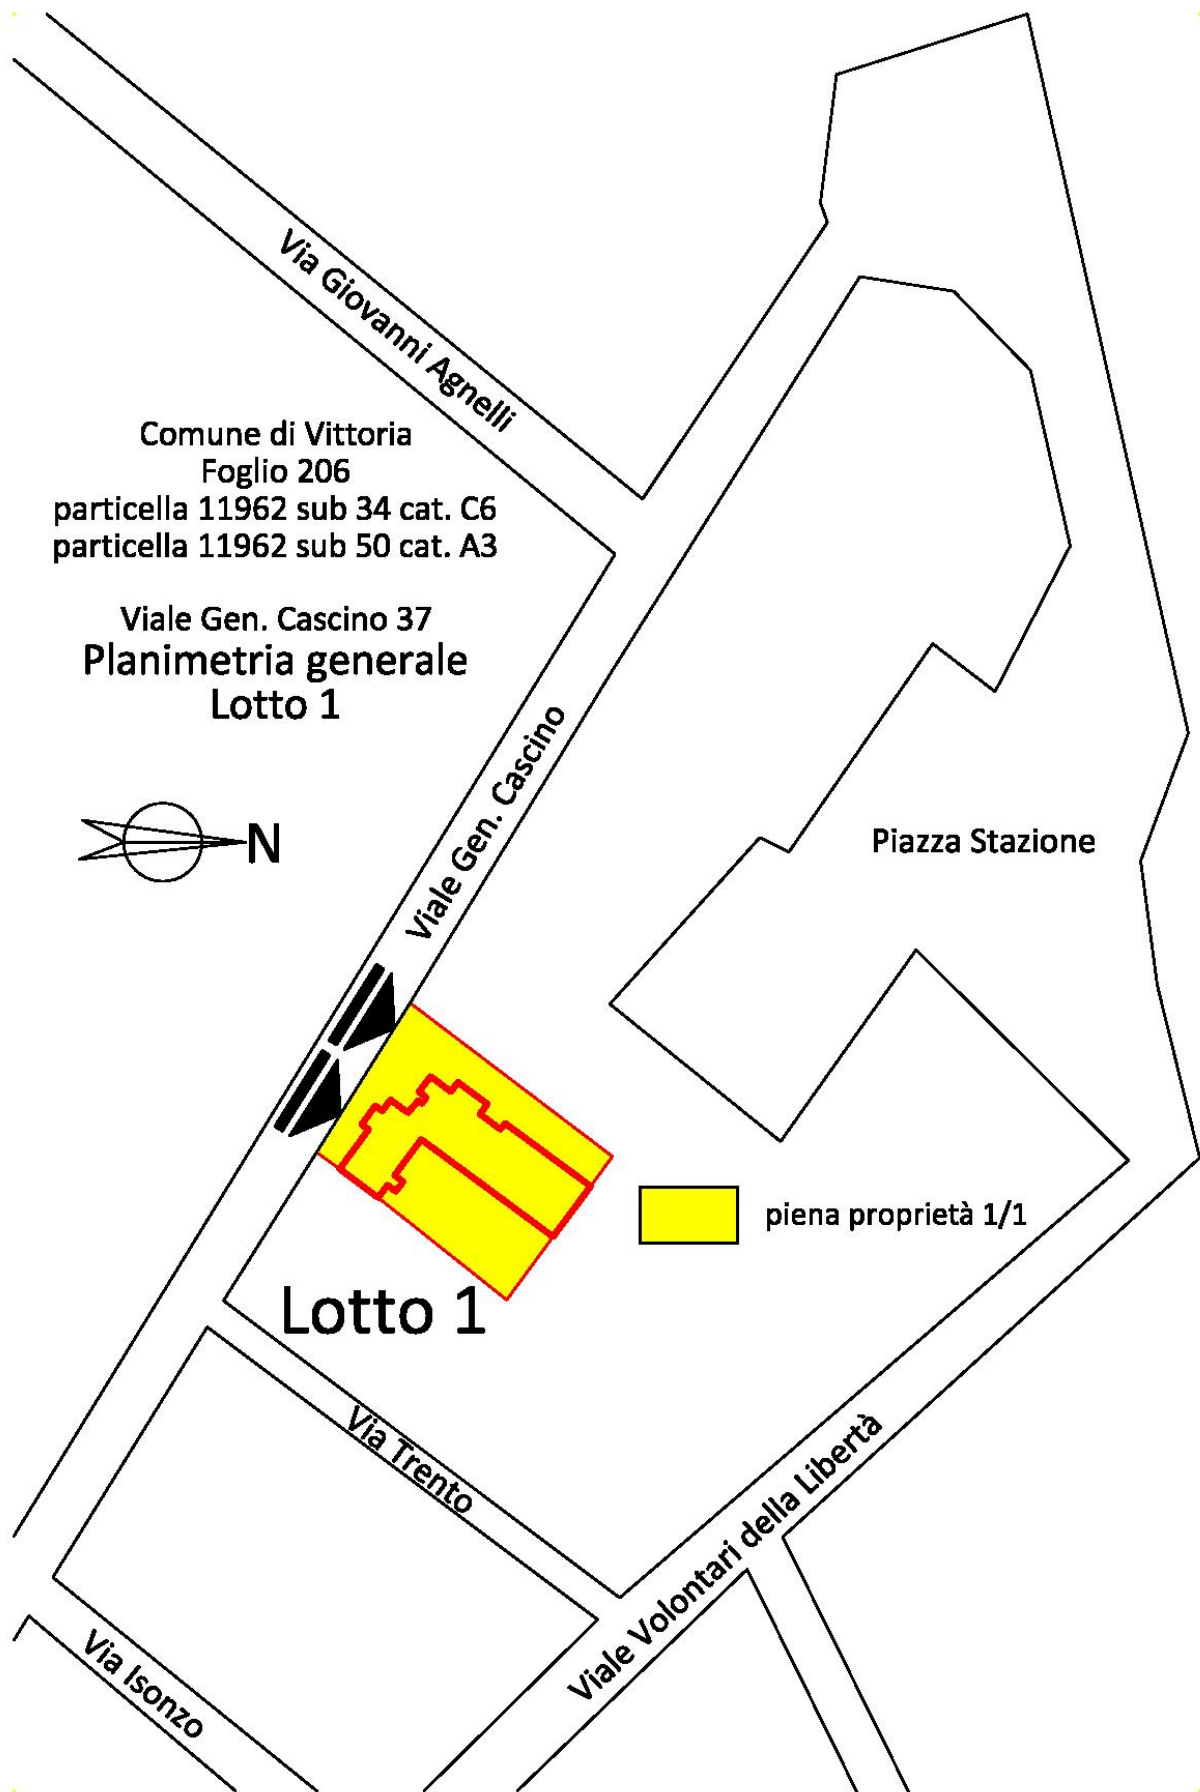 Via Giovanni Agnelli
Comune di Vittoria
Foglio 206
particella 11962 sub 34 cat. C6
particella 11962 sub 50 cat. A3
Viale Gen. Cascino 37
Planimetria generale
Lotto 1
Viale Gen. Cascino
N
Piazza Stazione
piena proprietà 1/1
Lotto 1
Via Trento
Viale Volontari della Libertà
Via Isonzo